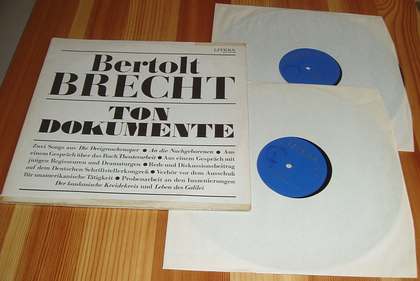 LITERA
Bertolt
BRECHT
TON
DOKUMENTE
Zwei Songs aus Die Dreigroschenoper ● An die Nachgeborenen ● Aus
einem Gespräch über das Buch Theaterarbeit ● Aus einem Gespräch mit
jungen Regisseuren und Dramaturgen ● Rede und Diskussionsbeitrag
auf dem Deutschen Schriftstellerkongreß ● Verhör vor dem Ausschuß
für unamerikanische Tätigkeit ● Probenarbeit an den Inszenierungen
Der kaukasische Kreidekreis und Leben des Galilei